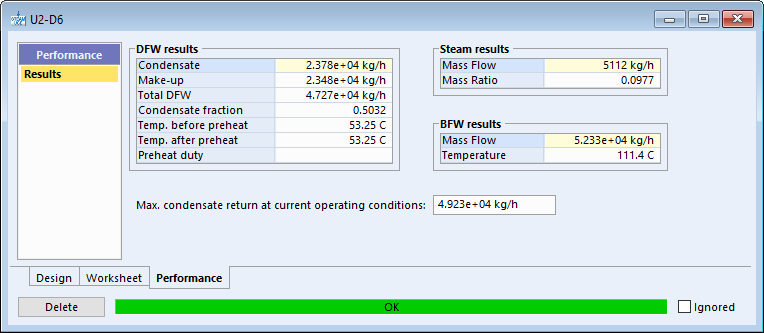 U2-D6
Performance
Results
DFW results
Condensate 2.378e+04 kg/h
Make-up 2.348e+04 kg/h
Total DFW 4.727e+04 kg/h
Condensate fraction 0.5032
Temp. before preheat 53.25 C
Temp. after preheat 53.25 C
Preheat duty
Steam results
Mass Flow 5112 kg/h
Mass Ratio 0.0977
BFW results
Mass Flow 5.233e+04 kg/h
Temperature 111.4 C
Max. condensate return at current operating conditions: 4.923e+04 kg/h
Design Worksheet Performance
Delete OK Ignored